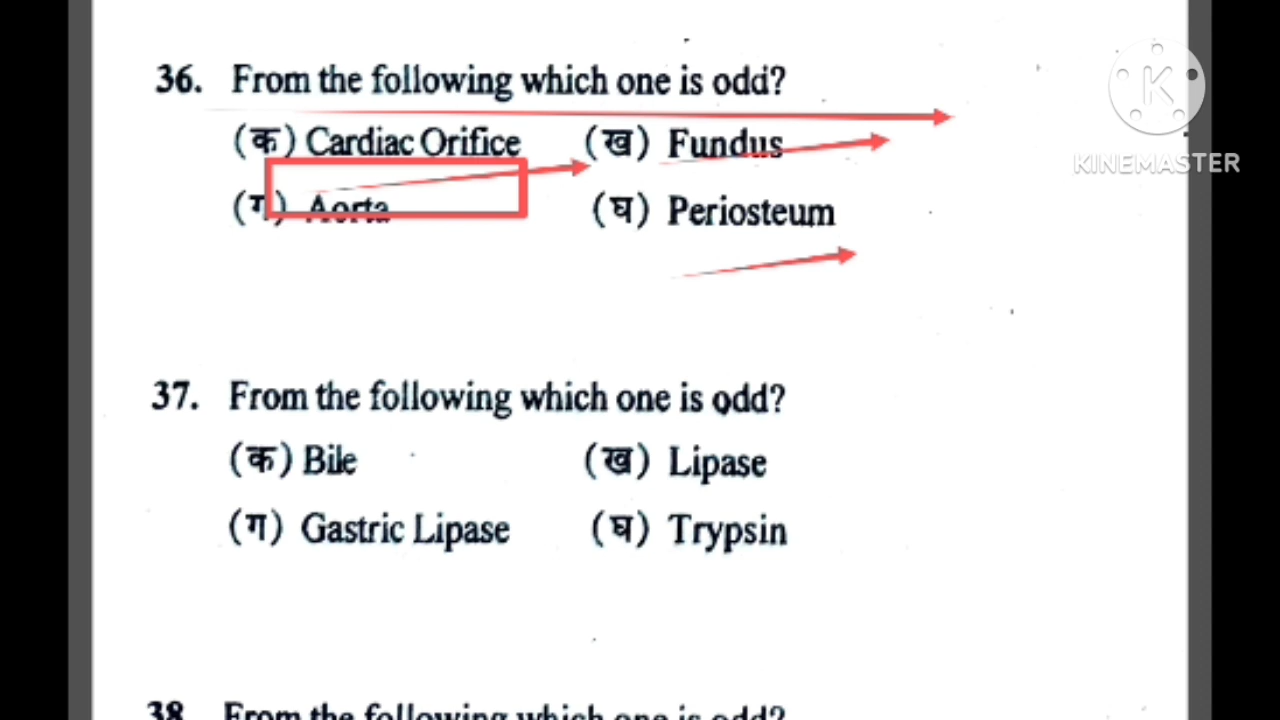 36. From the following which one is odd?
(क) Cardiac Orifice (ख) Fundus
(ग) Aorta (घ) Periosteum
37. From the following which one is odd?
(क) Bile (ख) Lipase
(ग) Gastric Lipase (घ) Trypsin
38 From the following which one is odd?
KINEMASTER